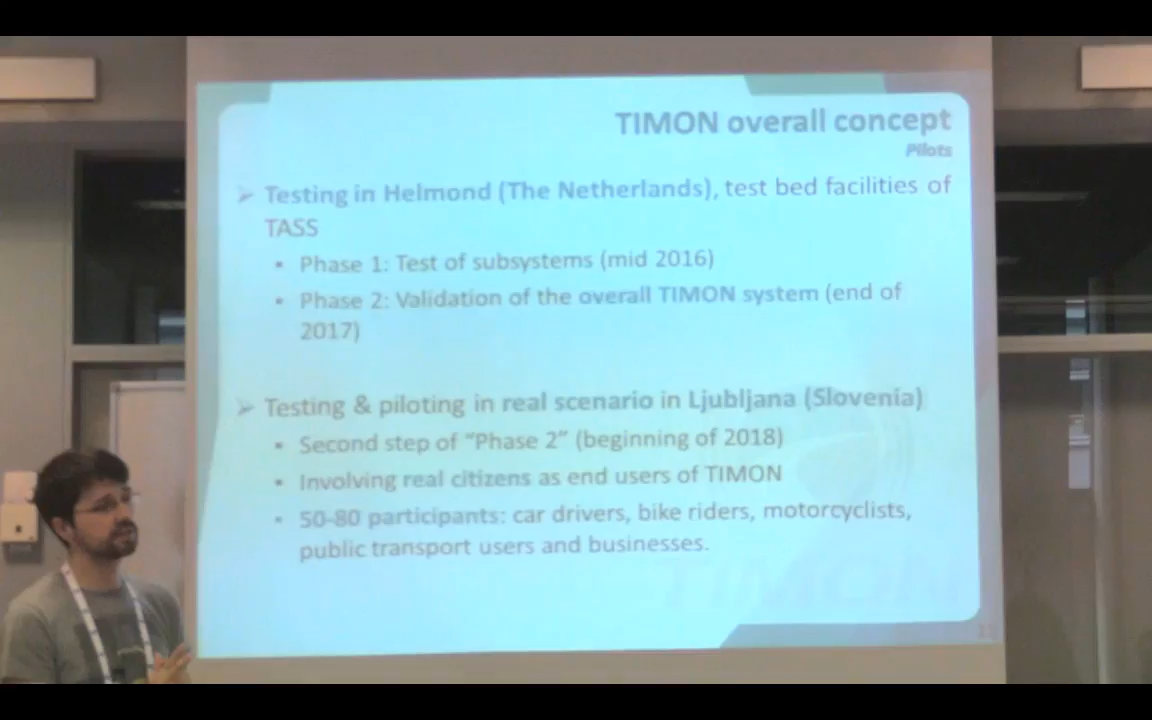 TIMON overall concept
Pilots
➢ Testing in Helmond (The Netherlands), test bed facilities of
TASS
▪ Phase 1: Test of subsystems (mid 2016)
▪ Phase 2: Validation of the overall TIMON system (end of
2017)
➢ Testing & piloting in real scenario in Ljubljana (Slovenia)
▪ Second step of “Phase 2” (beginning of 2018)
▪ Involving real citizens as end users of TIMON
▪ 50-80 participants: car drivers, bike riders, motorcyclists,
public transport users and businesses.
TIMON